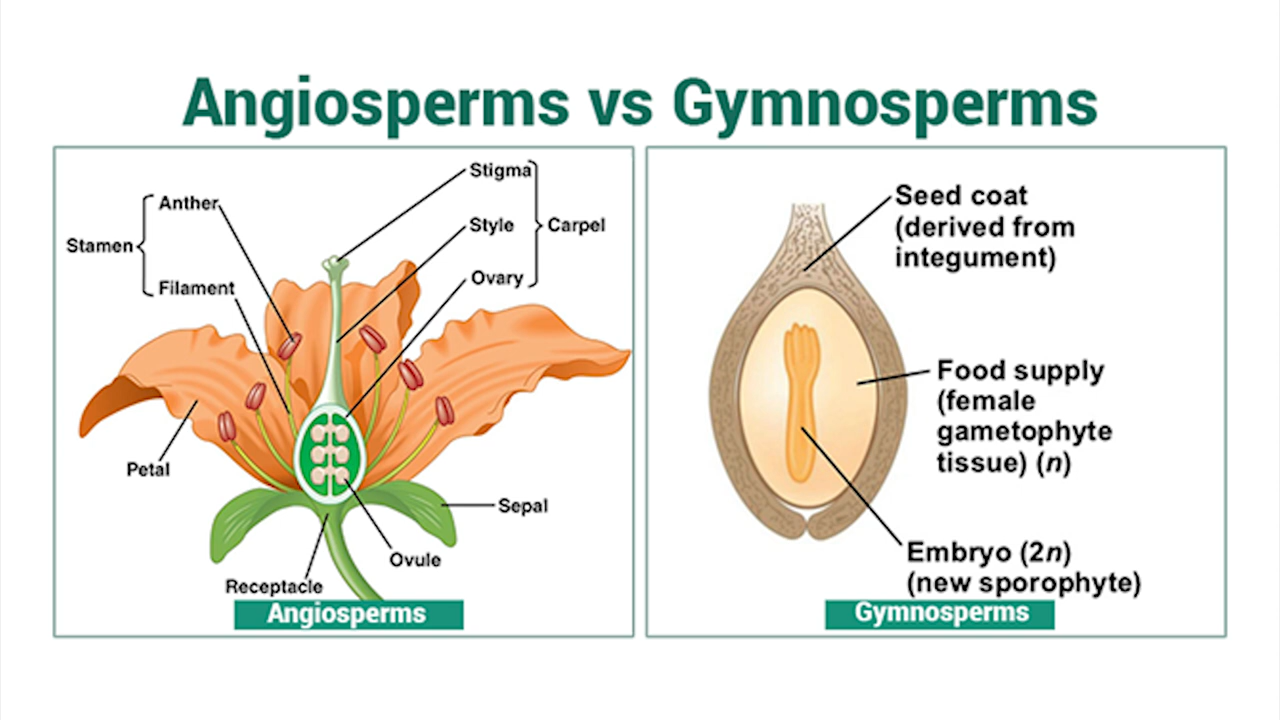 Angiosperms vs Gymnosperms
Stigma
Anther
Style
Carpel
Stamen
Ovary
Filament
Petal
Sepal
Ovule
Receptacle
Angiosperms
Seed coat
(derived from
integument)
Food supply
(female
gametophyte
tissue) (n)
Embryo (2n)
(new sporophyte)
Gymnosperms